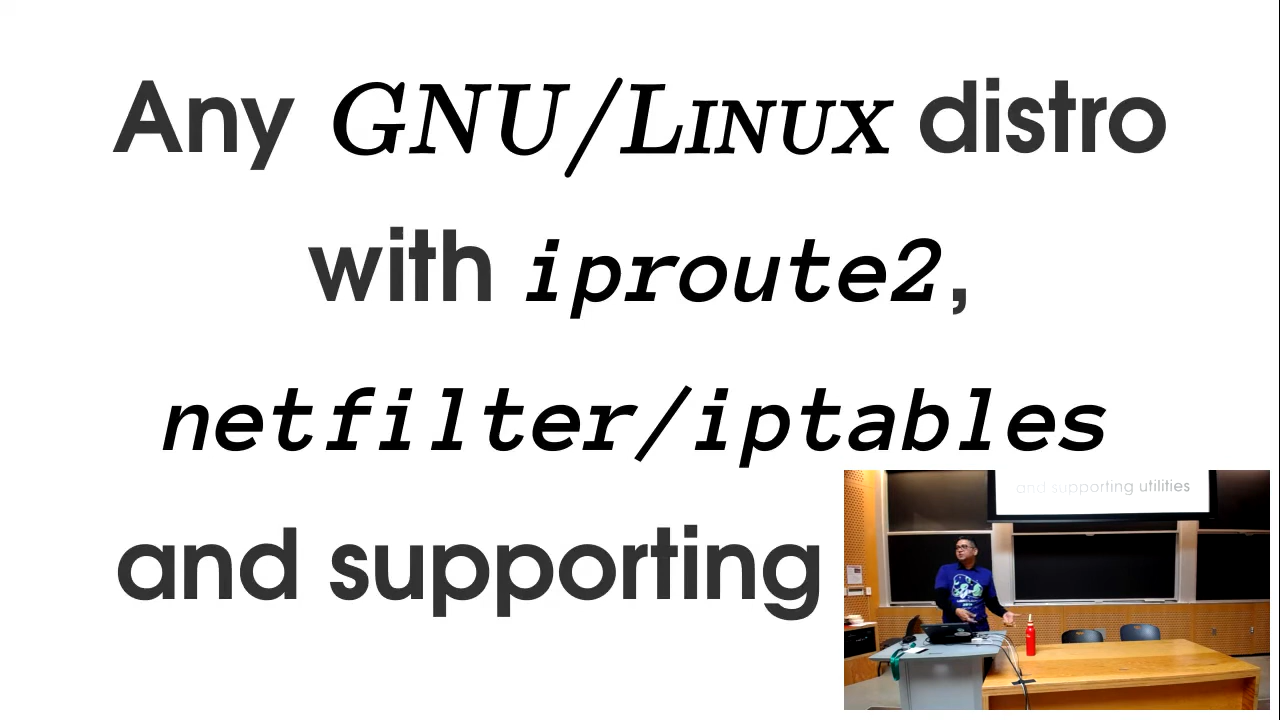 Any GNU/LINUX distro
with iproute2,
netfilter/iptables
and supporting
and supporting utilities